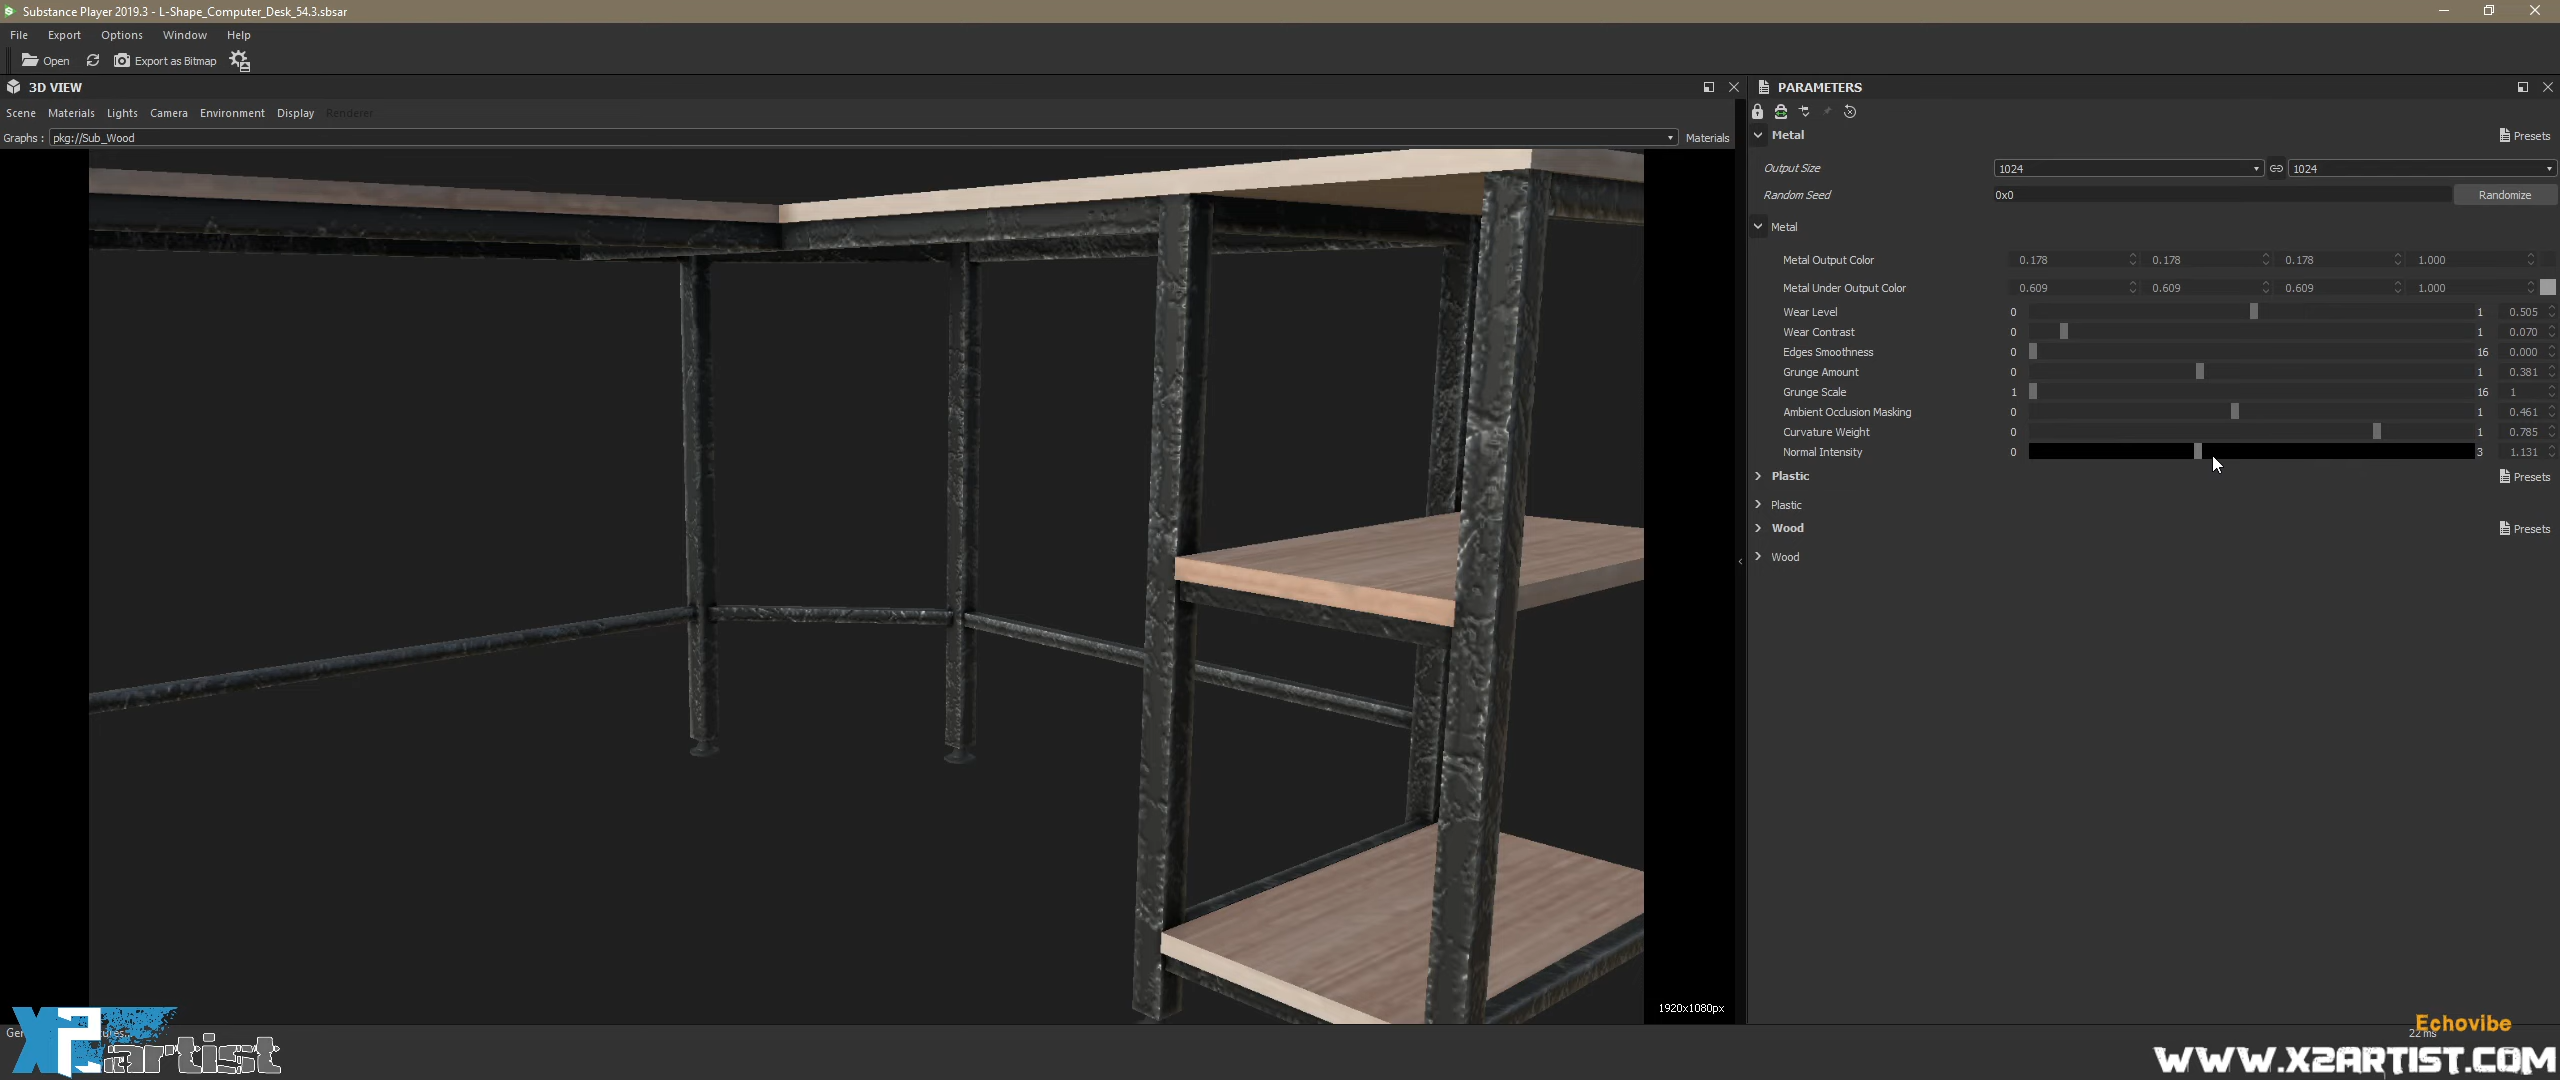 Substance Player 2019.3 - L-Shape_Computer_Desk_54.3.sbsar
File Export Options Window Help
Open Export as Bitmap
3D VIEW
Scene Materials Lights Camera Environment Display Renderer
Graphs : pkg://Sub_Wood Materials
1920x1080px
PARAMETERS
Metal Presets
Output Size 1024 1024
Random Seed 0x0 Randomize
Metal
Metal Output Color 0.178 0.178 0.178 1.000
Metal Under Output Color 0.609 0.609 0.609 1.000
Wear Level 0 1 0.505
Wear Contrast 0 1 0.070
Edges Smoothness 0 16 0.000
Grunge Amount 0 1 0.381
Grunge Scale 1 16 1
Ambient Occlusion Masking 0 1 0.461
Curvature Weight 0 1 0.785
Normal Intensity 0 3 1.131
Plastic Presets
Plastic
Wood Presets
Wood
X2artist
Echovibe
22 ms
WWW.X2ARTIST.COM